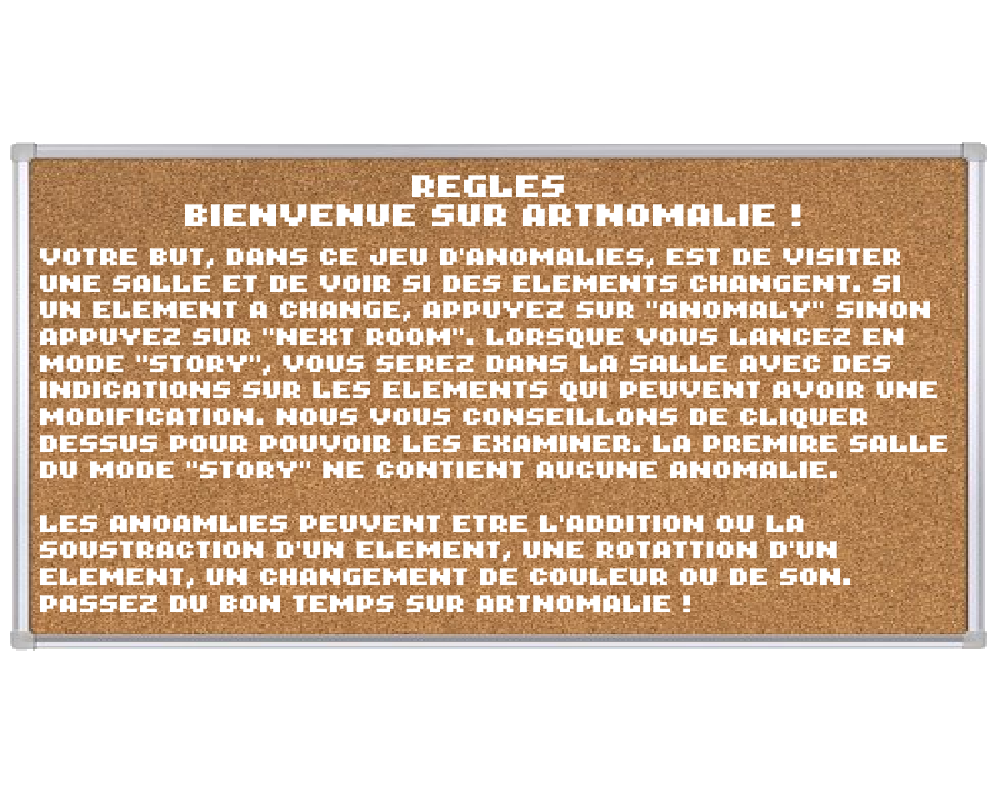 REGLES
BIENVENUE SUR ARTNOMALIE !
VOTRE BUT, DANS CE JEU D'ANOMALIES, EST DE VISITER
UNE SALLE ET DE VOIR SI DES ELEMENTS CHANGENT. SI
UN ELEMENT A CHANGE, APPUYEZ SUR "ANOMALY" SINON
APPUYEZ SUR "NEXT ROOM". LORSQUE VOUS LANCEZ EN
MODE "STORY", VOUS SEREZ DANS LA SALLE AVEC DES
INDICATIONS SUR LES ELEMENTS QUI PEUVENT AVOIR UNE
MODIFICATION. NOUS VOUS CONSEILLONS DE CLIQUER
DESSUS POUR POUVOIR LES EXAMINER. LA PREMIRE SALLE
DU MODE "STORY" NE CONTIENT AUCUNE ANOMALIE.
LES ANOAMLIES PEUVENT ETRE L'ADDITION OU LA
SOUSTRACTION D'UN ELEMENT, UNE ROTATTION D'UN
ELEMENT, UN CHANGEMENT DE COULEUR OU DE SON.
PASSEZ DU BON TEMPS SUR ARTNOMALIE !